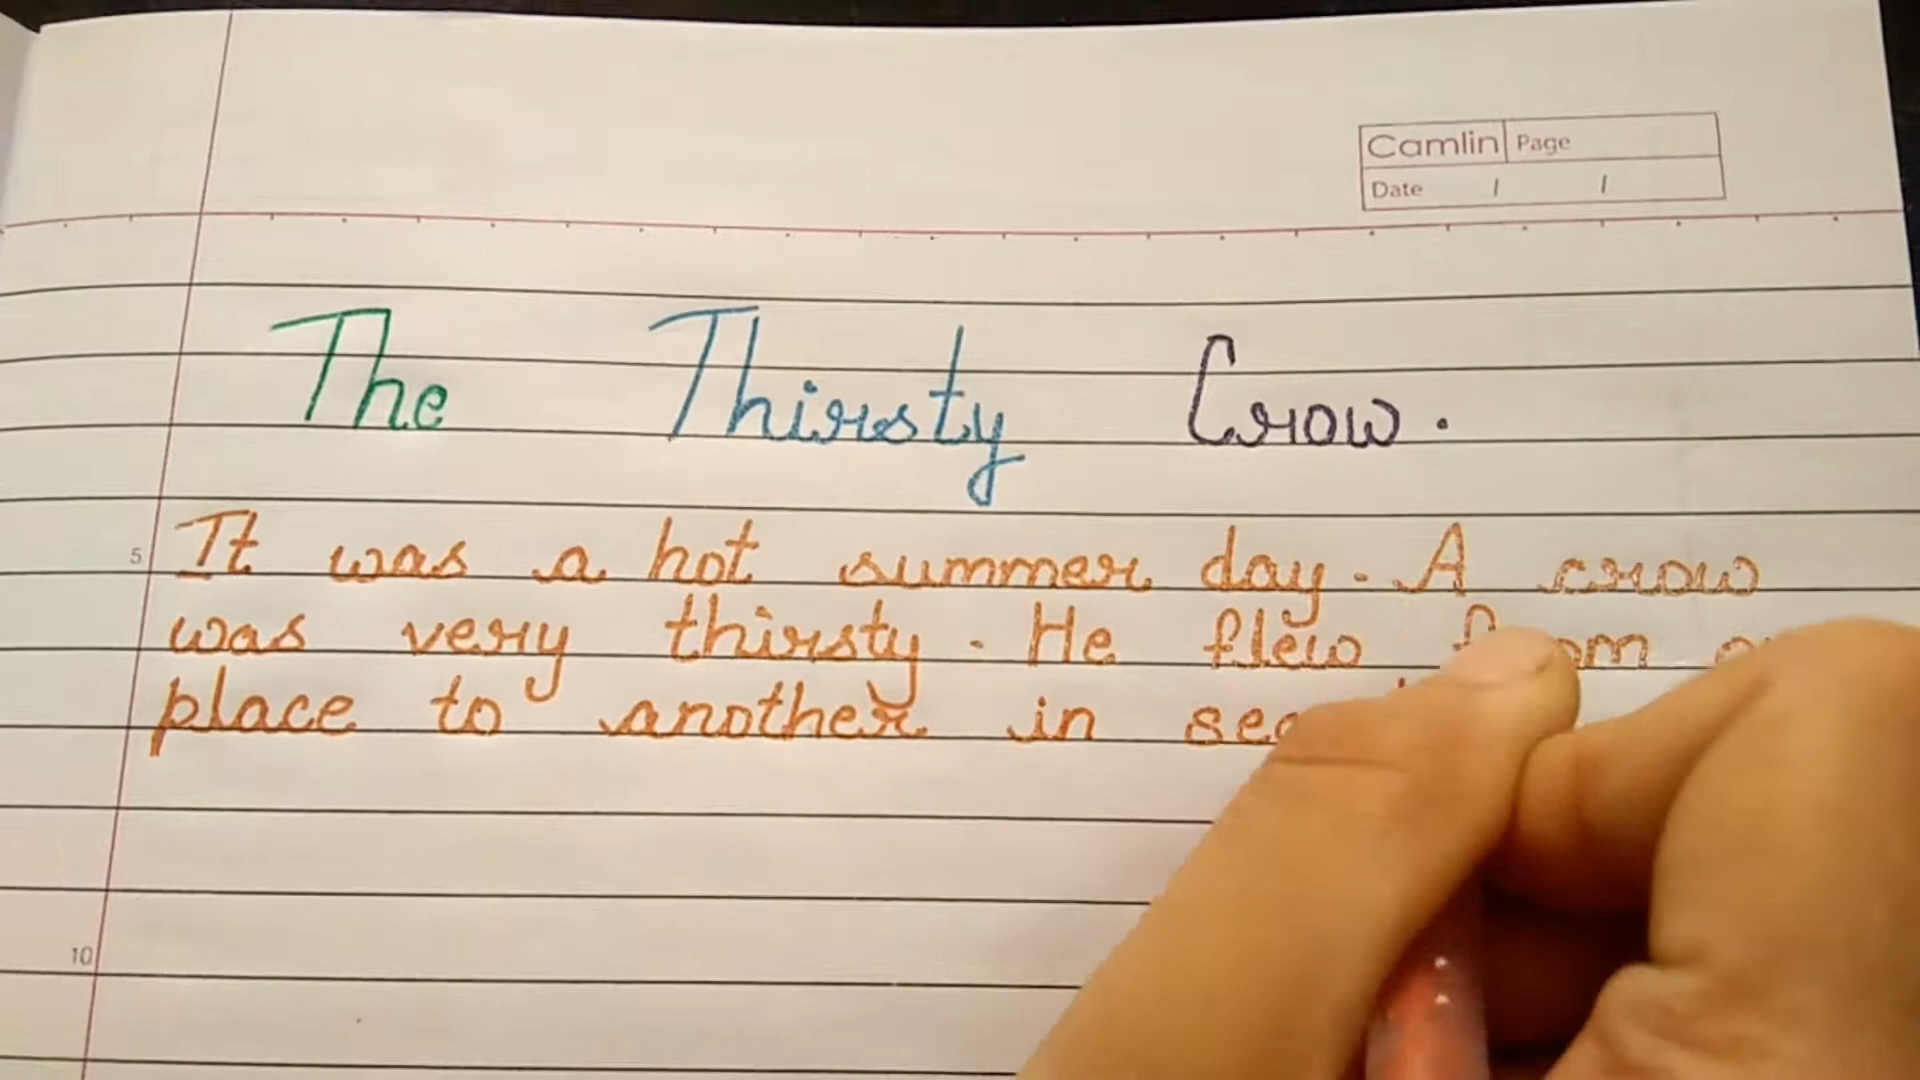 Camlin Page
Date / /
The Thirsty Crow.
5 It was a hot summer day. A crow
was very thirsty. He flew from
place to another in
10